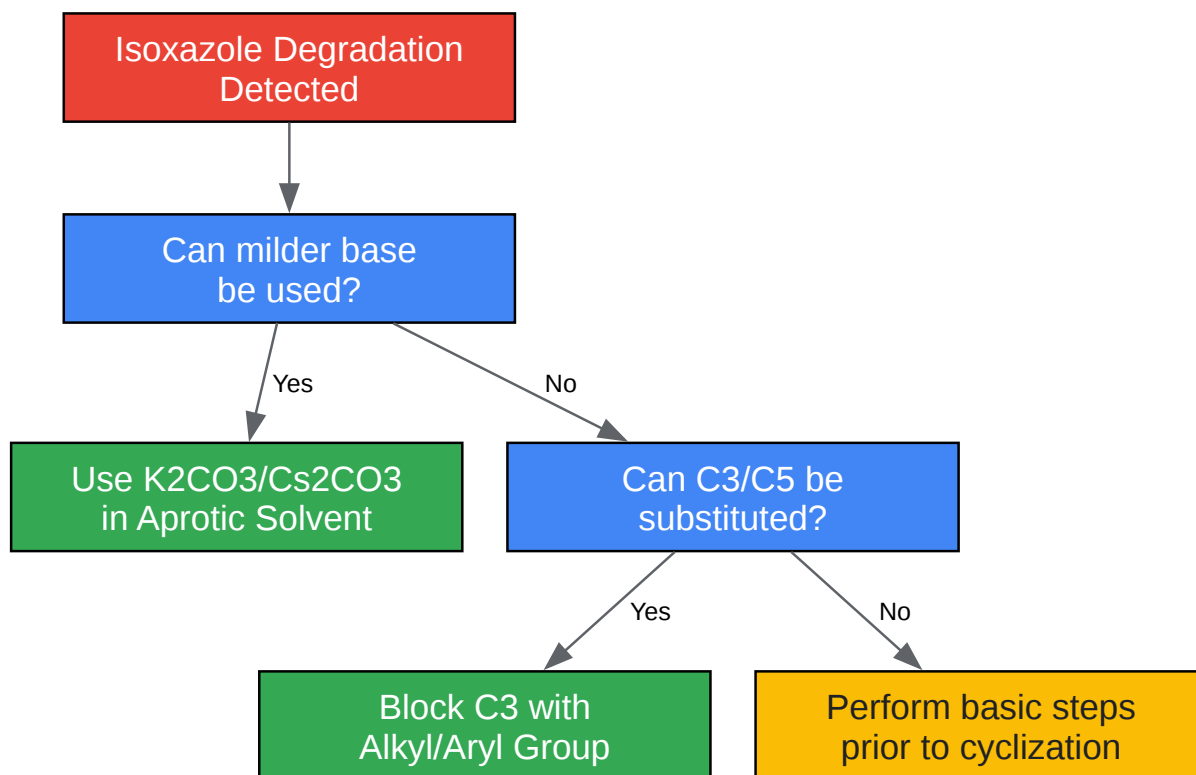 Isoxazole Degradation
Detected
Can milder base
be used?
Yes
No
Use K2CO3/Cs2CO3
in Aprotic Solvent
Can C3/C5 be
substituted?
Yes
No
Block C3 with
Alkyl/Aryl Group
Perform basic steps
prior to cyclization